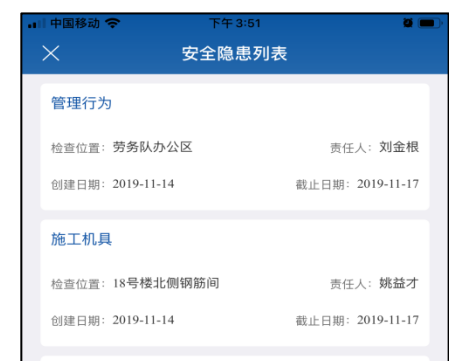 中国移动 下午3:51
安全隐患列表
管理行为
检查位置：劳务队办公区 责任人：刘金根
创建日期：2019-11-14 截止日期：2019-11-17
施工机具
检查位置：18号楼北侧钢筋间 责任人：姚益才
创建日期：2019-11-14 截止日期：2019-11-17